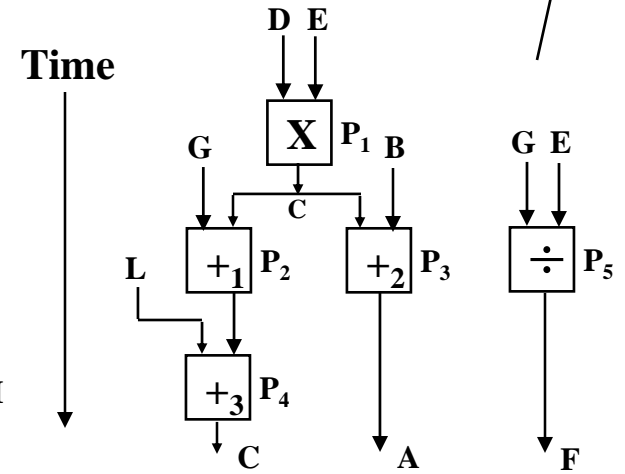 D E
Time
X P1
G B G E
C
+1 P2 +2 P3 ÷ P5
L
+3 P4
C A F